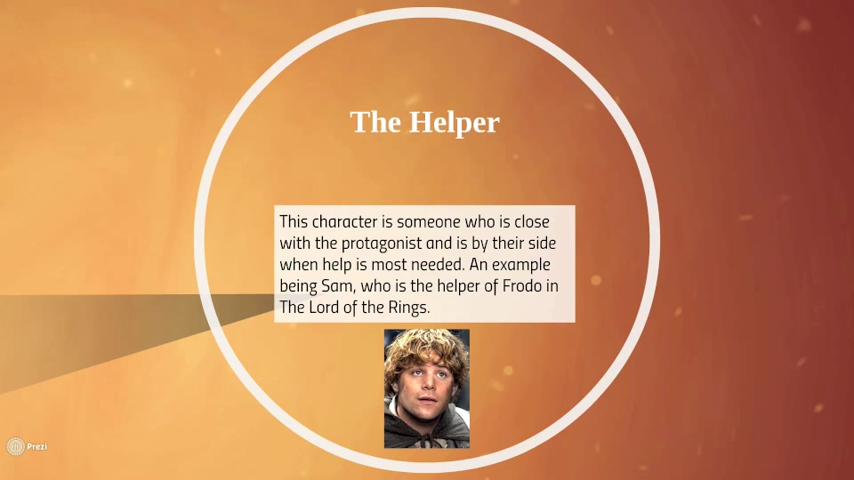 The Helper
This character is someone who is close
with the protagonist and is by their side
when help is most needed. An example
being Sam, who is the helper of Frodo in
The Lord of the Rings.
Prezi